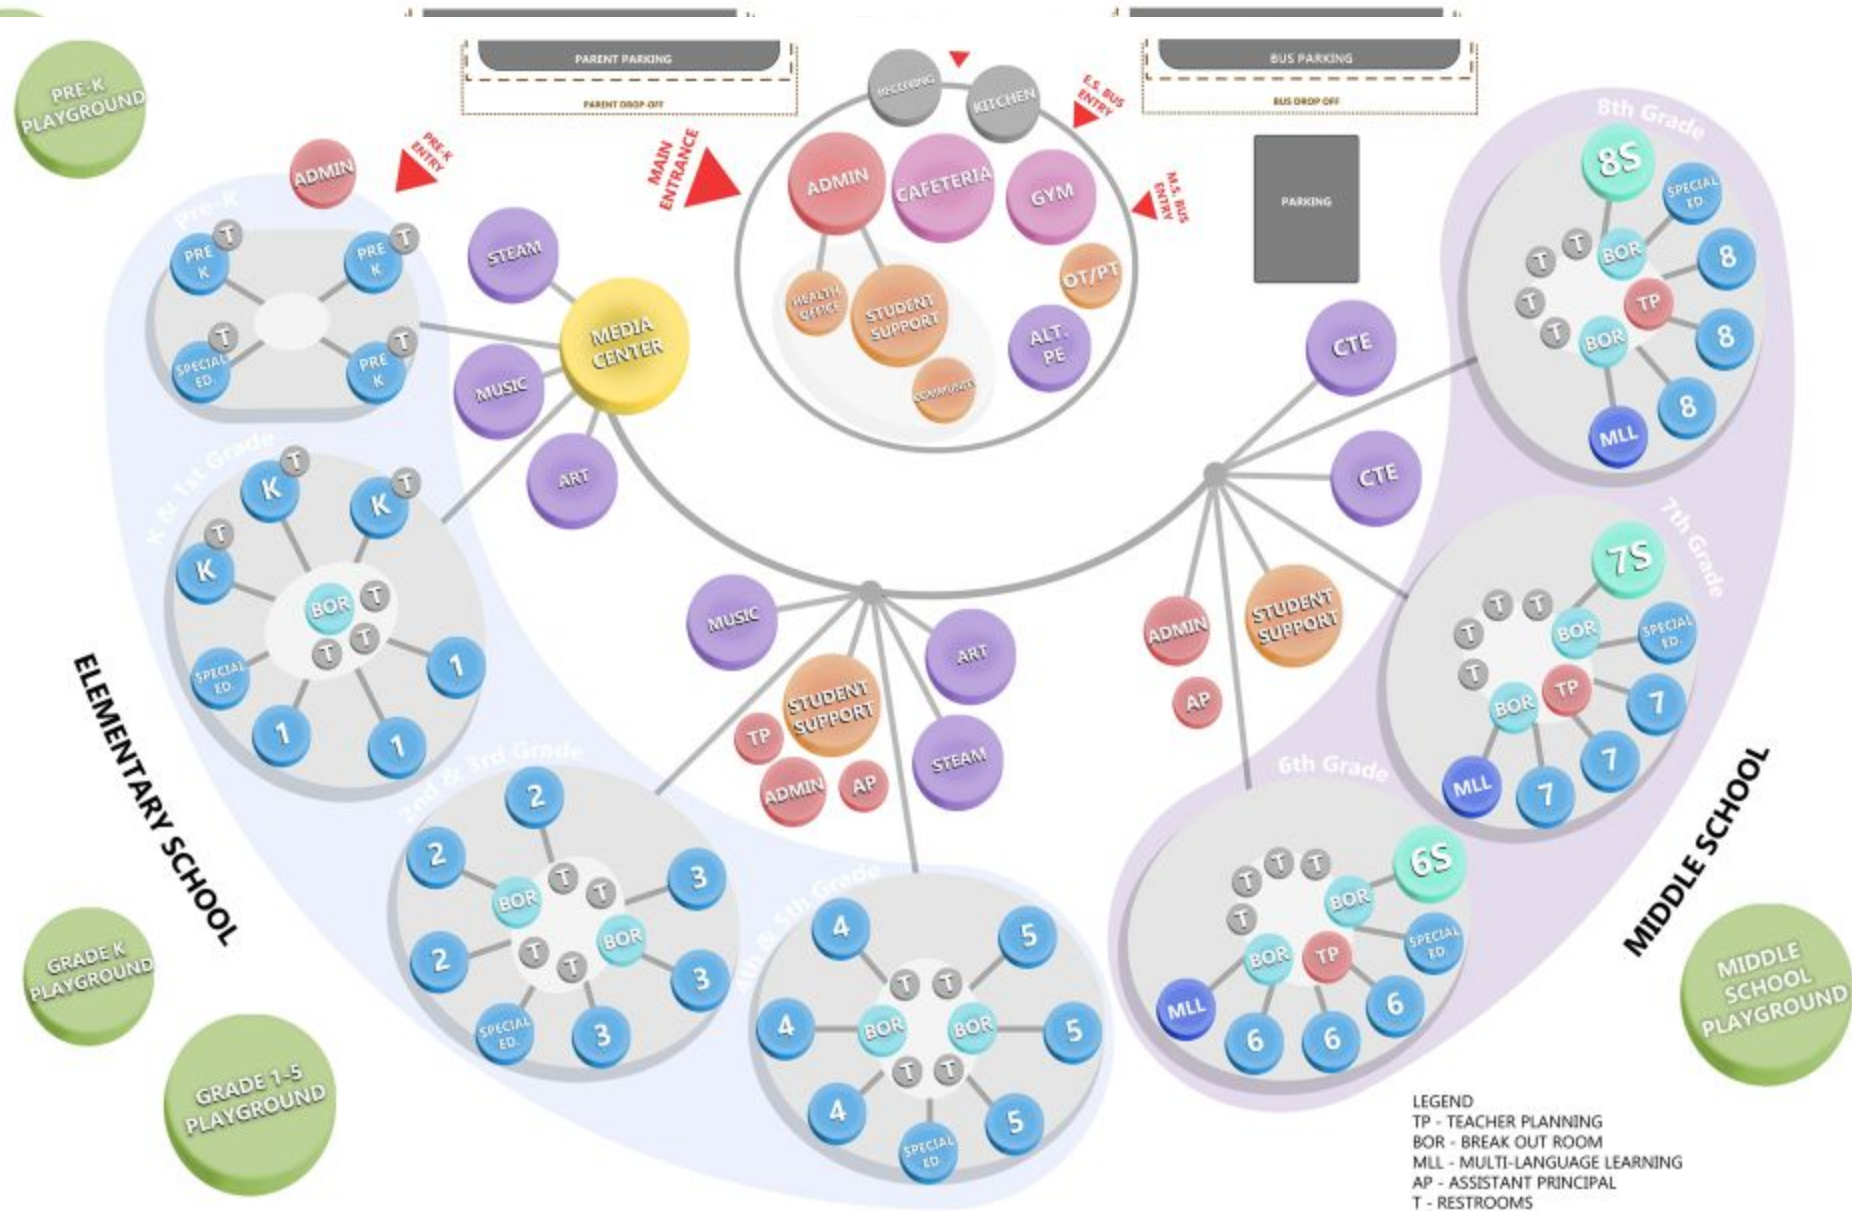 PARENT PARKING
PARENT DROP-OFF
BUS PARKING
BUS DROP OFF
PARKING
PRE-K
PLAYGROUND
ADMIN
PRE-K
ENTRY
MAIN
ENTRANCE
RECEIVING
KITCHEN
E.S. BUS
ENTRY
M.S. BUS
ENTRY
ADMIN
CAFETERIA
GYM
HEALTH
OFFICE
STUDENT
SUPPORT
COMMUNITY
OT/PT
ALT.
PE
Pre-K
PRE
K
T
PRE
K
T
SPECIAL
ED.
T
PRE
K
T
STEAM
MEDIA
CENTER
MUSIC
ART
K & 1st Grade
K
T
K
T
K
T
BOR
T
T
T
SPECIAL
ED.
1
1
1
2nd & 3rd Grade
2
2
2
T
T
BOR
BOR
T
T
3
3
3
SPECIAL
ED.
4th & 5th Grade
4
4
4
T
T
BOR
BOR
T
T
5
5
5
SPECIAL
ED.
MUSIC
STUDENT
SUPPORT
TP
ADMIN
AP
ART
STEAM
CTE
CTE
ADMIN
AP
STUDENT
SUPPORT
8th Grade
8S
SPECIAL
ED.
T
T
T
T
BOR
TP
BOR
8
8
8
MLL
7th Grade
7S
SPECIAL
ED.
T
T
T
T
BOR
TP
BOR
7
7
7
MLL
6th Grade
6S
SPECIAL
ED.
T
T
T
T
BOR
BOR
TP
6
6
6
MLL
ELEMENTARY SCHOOL
MIDDLE SCHOOL
GRADE K
PLAYGROUND
GRADE 1-5
PLAYGROUND
MIDDLE
SCHOOL
PLAYGROUND
LEGEND
TP - TEACHER PLANNING
BOR - BREAK OUT ROOM
MLL - MULTI-LANGUAGE LEARNING
AP - ASSISTANT PRINCIPAL
T - RESTROOMS